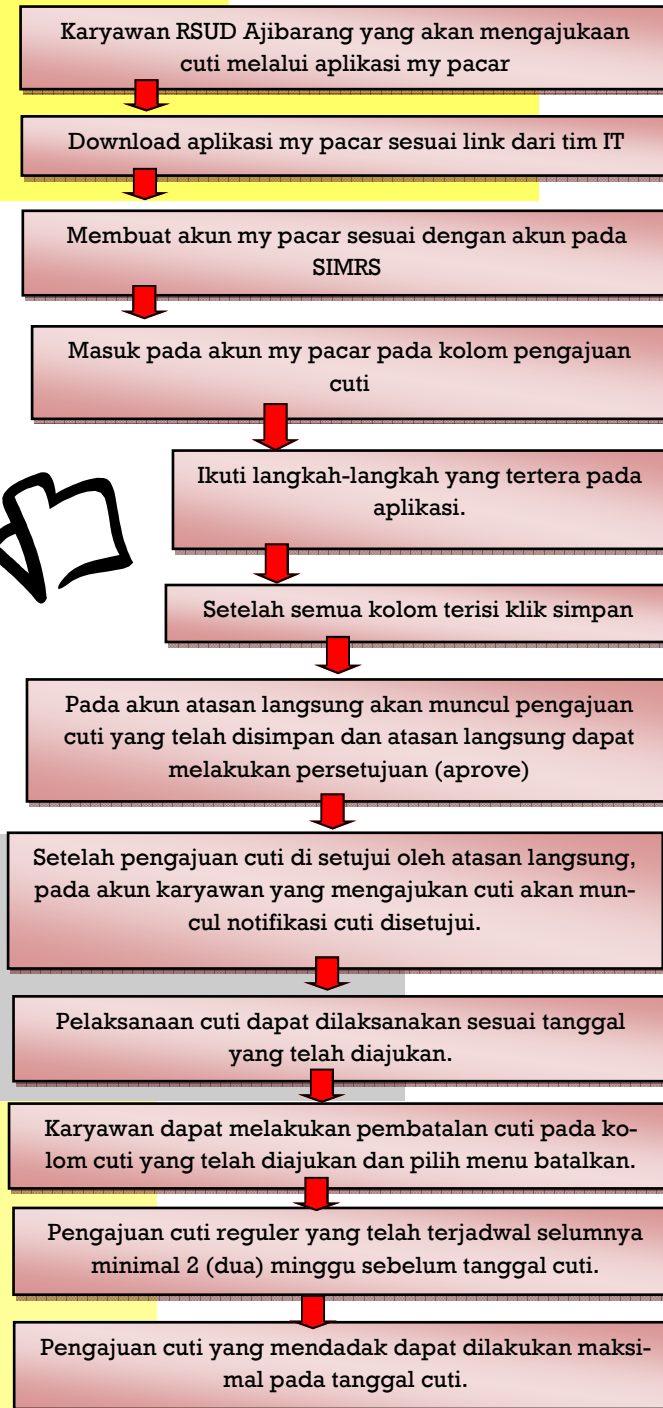 Karyawan RSUD Ajibarang yang akan mengajukaan
cuti melalui aplikasi my pacar
Download aplikasi my pacar sesuai link dari tim IT
Membuat akun my pacar sesuai dengan akun pada
SIMRS
Masuk pada akun my pacar pada kolom pengajuan
cuti
Ikuti langkah-langkah yang tertera pada
aplikasi.
Setelah semua kolom terisi klik simpan
Pada akun atasan langsung akan muncul pengajuan
cuti yang telah disimpan dan atasan langsung dapat
melakukan persetujuan (aprove)
Setelah pengajuan cuti di setujui oleh atasan langsung,
pada akun karyawan yang mengajukan cuti akan mun-
cul notifikasi cuti disetujui.
Pelaksanaan cuti dapat dilaksanakan sesuai tanggal
yang telah diajukan.
Karyawan dapat melakukan pembatalan cuti pada ko-
lom cuti yang telah diajukan dan pilih menu batalkan.
Pengajuan cuti reguler yang telah terjadwal selumnya
minimal 2 (dua) minggu sebelum tanggal cuti.
Pengajuan cuti yang mendadak dapat dilakukan maksi-
mal pada tanggal cuti.